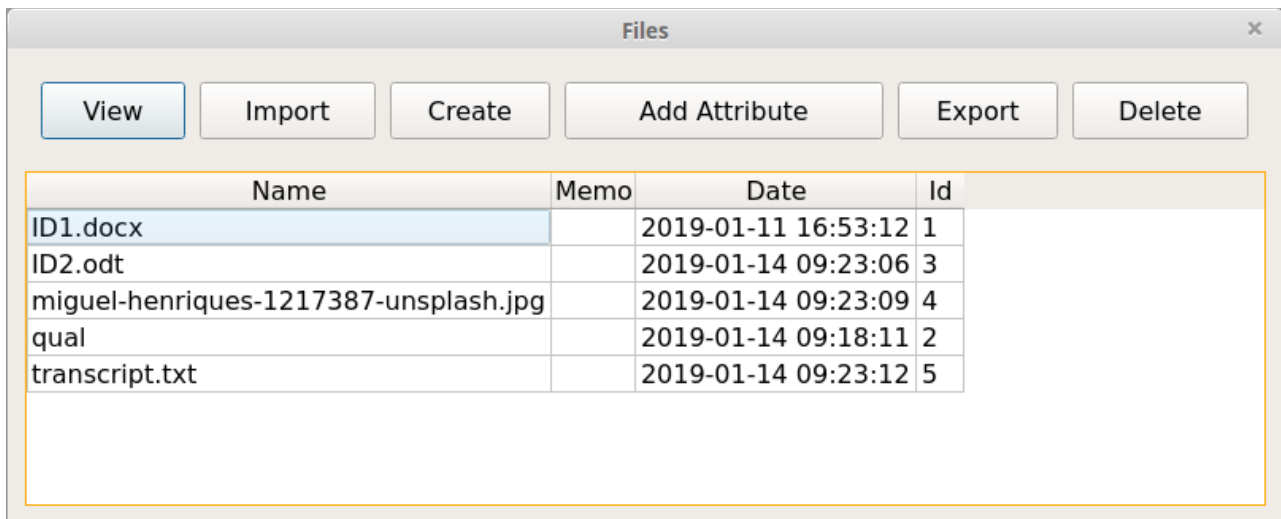 Files
View Import Create Add Attribute Export Delete
Name Memo Date Id
ID1.docx 2019-01-11 16:53:12 1
ID2.odt 2019-01-14 09:23:06 3
miguel-henriques-1217387-unsplash.jpg 2019-01-14 09:23:09 4
qual 2019-01-14 09:18:11 2
transcript.txt 2019-01-14 09:23:12 5